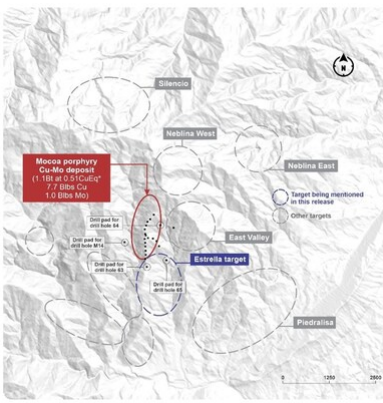 N
Silencio
Neblina West
Neblina East
Mocoa porphyry
Cu-Mo deposit
(1.1Bt at 0.51CuEq*
7.7 Blbs Cu
1.0 Blbs Mo)
Target being mentioned
in this release
Other targets
Drill pad for
drill hole 64
East Valley
Drill pad for
drill hole M14
Estrella target
Drill pad for
drill hole 63
Drill pad for
drill hole 65
Piedralisa
0 1250 2500